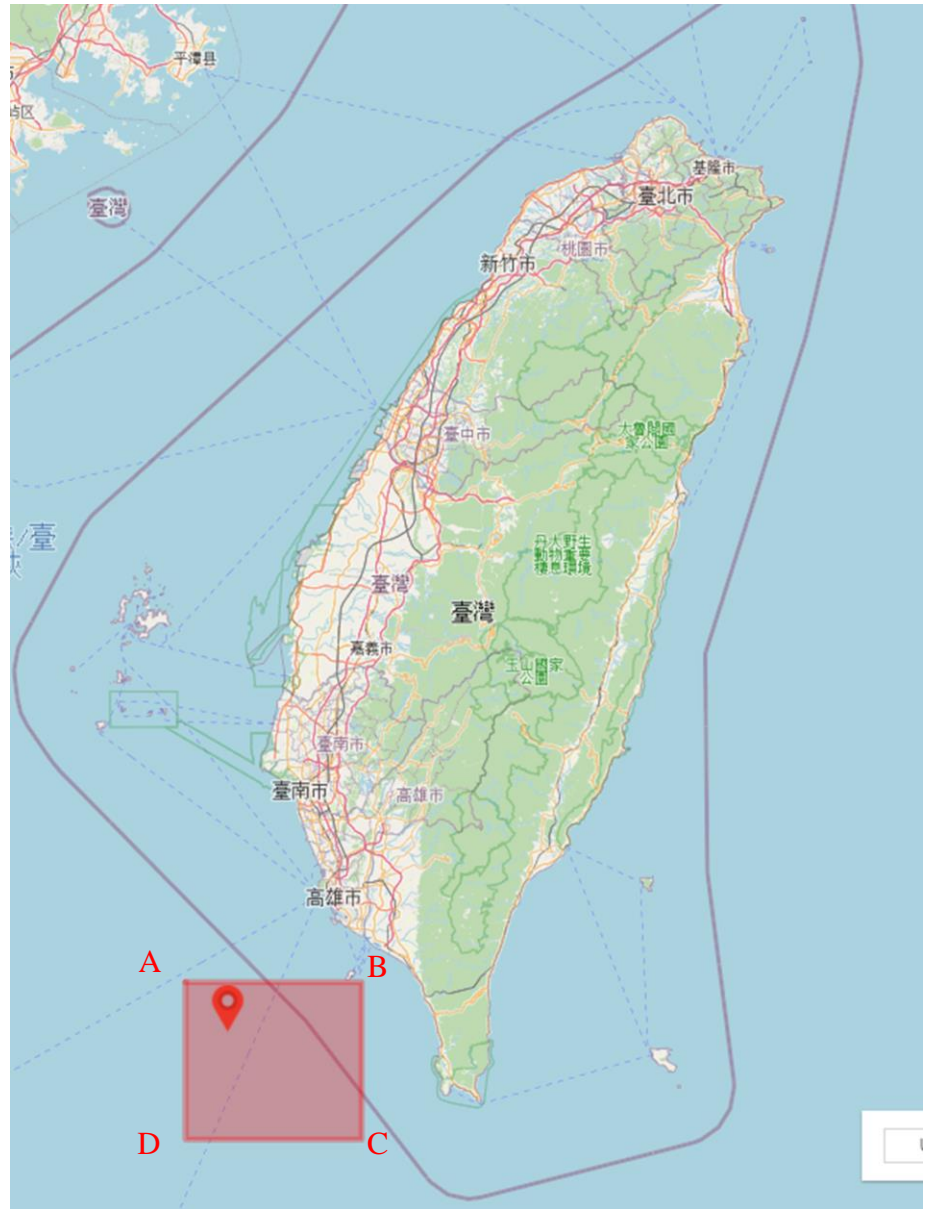 平潭县
区
臺灣
基隆市
臺北市
桃園市
新竹市
臺中市
大魯閣國
家公園
/臺
丹大野生
動物重要
棲息環境
臺灣
臺灣
嘉義市
玉山國家
公園
臺南市
臺南市
高雄市
高雄市
A
B
D
C